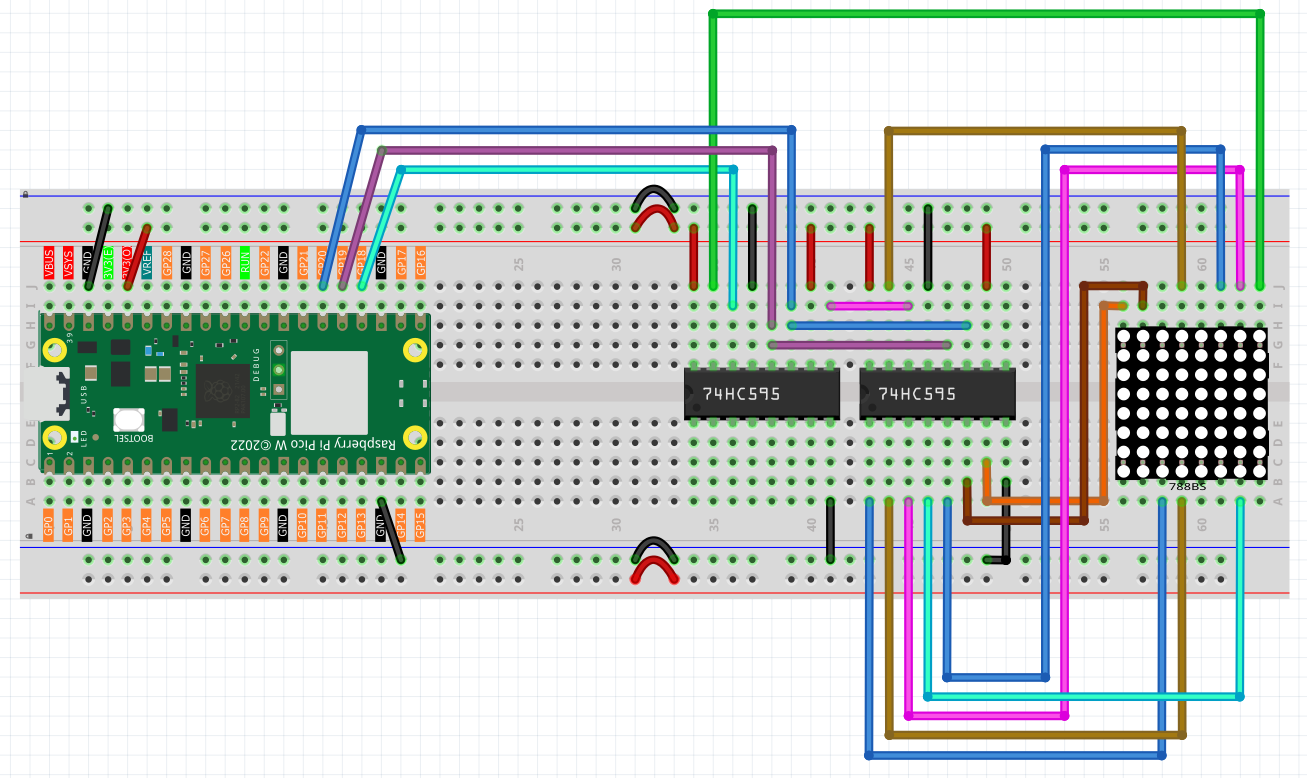 VBUS
VSYS
GND
3V3(E)
3V3(O)
VREF
GP28
GND
GP27
GP26
RUN
GP22
GND
GP21
GP20
GP19
GP18
GND
GP17
GP16
25
30
35
45
50
55
60
J
J
I
I
H
H
G
G
F
F
39
DEBUG
USB
BOOTSEL
LED
1
2
Raspberry Pi Pico W ©2022
74HC595
74HC595
788BS
E
E
D
D
C
C
B
B
A
A
GP0
GP1
GND
GP2
GP3
GP4
GP5
GND
GP6
GP7
GP8
GP9
GND
GP10
GP11
GP12
GP13
GND
GP14
GP15
25
30
35
40
55
60